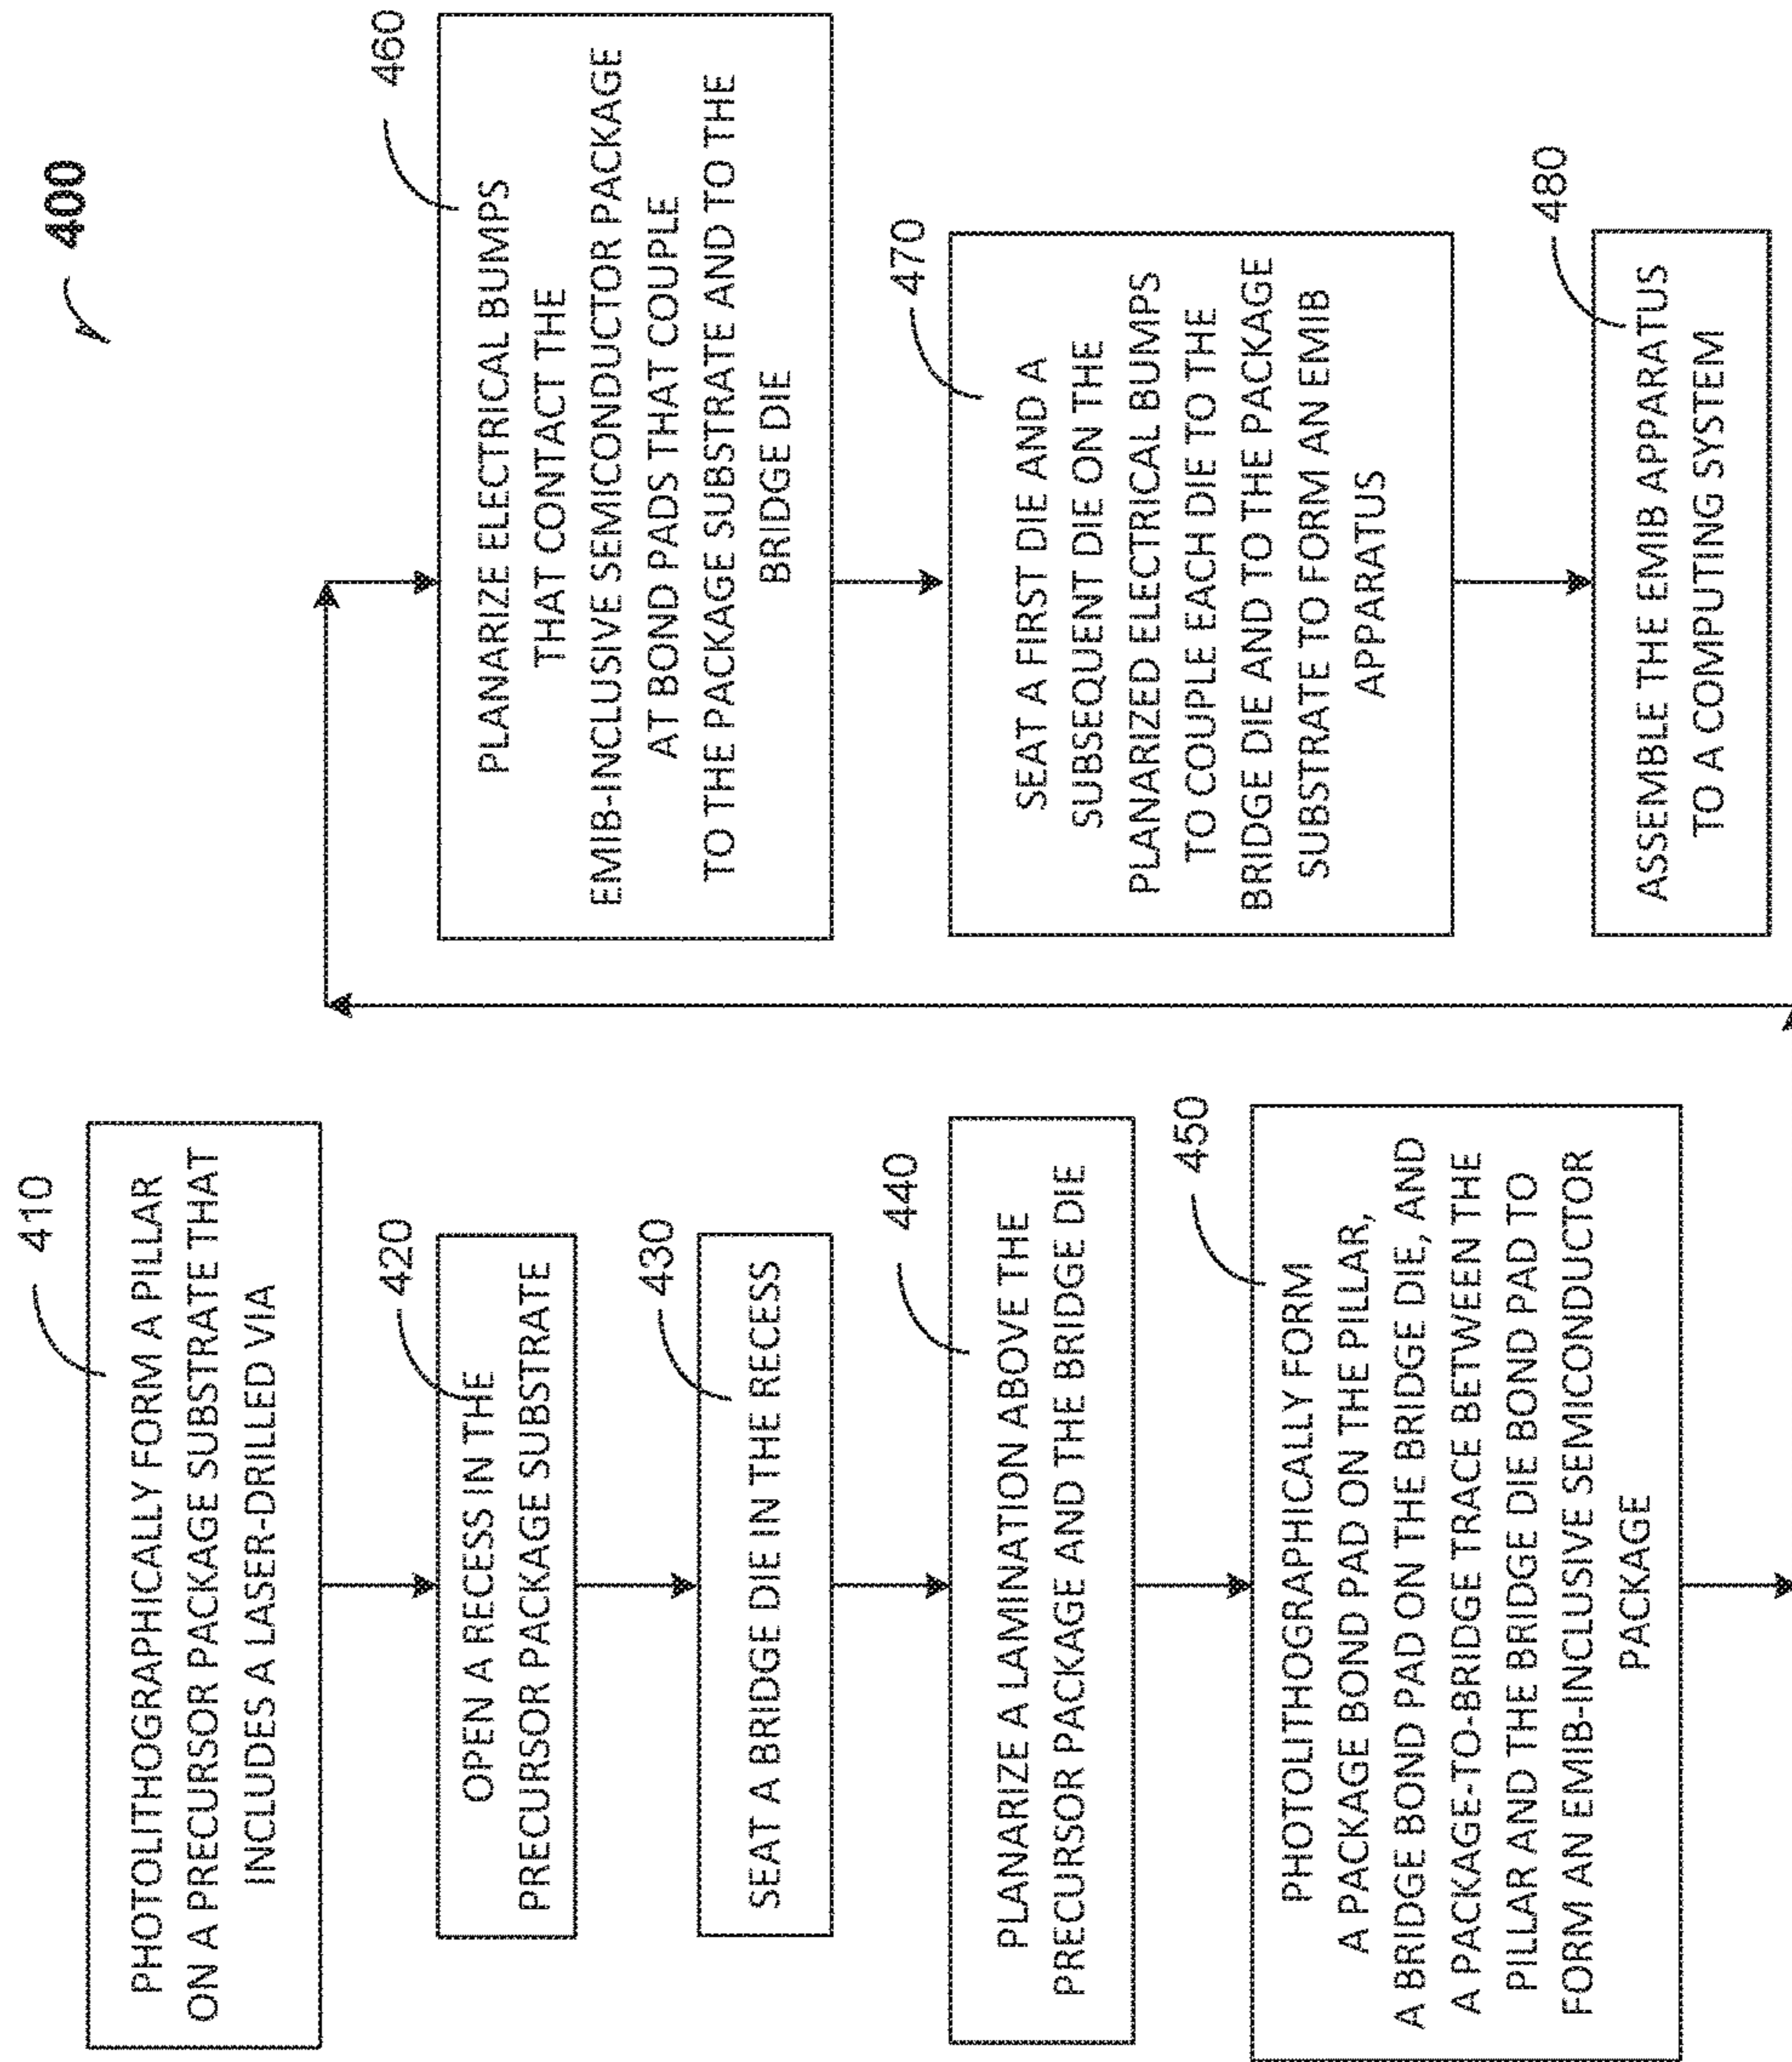 400
410
PHOTOLITHOGRAPHICALLY FORM A PILLAR
ON A PRECURSOR PACKAGE SUBSTRATE THAT
INCLUDES A LASER-DRILLED VIA
420
OPEN A RECESS IN THE
PRECURSOR PACKAGE SUBSTRATE
430
SEAT A BRIDGE DIE IN THE RECESS
440
PLANARIZE A LAMINATION ABOVE THE
PRECURSOR PACKAGE AND THE BRIDGE DIE
450
PHOTOLITHOGRAPHICALLY FORM
A PACKAGE BOND PAD ON THE PILLAR,
A BRIDGE BOND PAD ON THE BRIDGE DIE, AND
A PACKAGE-TO-BRIDGE TRACE BETWEEN THE
PILLAR AND THE BRIDGE DIE BOND PAD TO
FORM AN EMIB-INCLUSIVE SEMICONDUCTOR
PACKAGE
460
PLANARIZE ELECTRICAL BUMPS
THAT CONTACT THE
EMIB-INCLUSIVE SEMICONDUCTOR PACKAGE
AT BOND PADS THAT COUPLE
TO THE PACKAGE SUBSTRATE AND TO THE
BRIDGE DIE
470
SEAT A FIRST DIE AND A
SUBSEQUENT DIE ON THE
PLANARIZED ELECTRICAL BUMPS
TO COUPLE EACH DIE TO THE
BRIDGE DIE AND TO THE PACKAGE
SUBSTRATE TO FORM AN EMIB
APPARATUS
480
ASSEMBLE THE EMIB APPARATUS
TO A COMPUTING SYSTEM